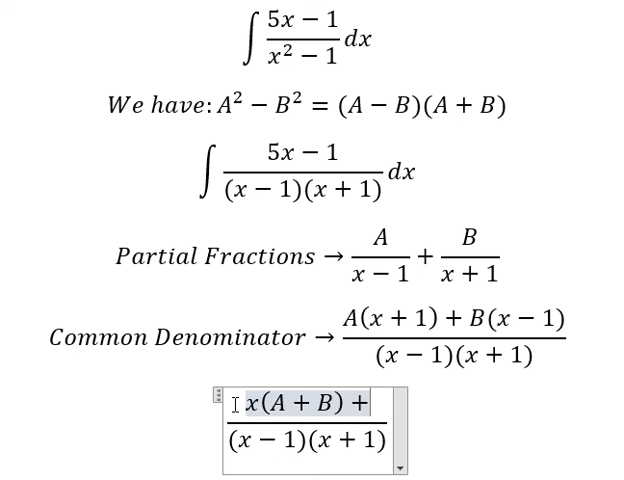 ∫ (5x − 1)/(x² − 1) dx
We have: A² − B² = (A − B)(A + B)
∫ (5x − 1)/((x − 1)(x + 1)) dx
Partial Fractions → A/(x − 1) + B/(x + 1)
Common Denominator → (A(x + 1) + B(x − 1))/((x − 1)(x + 1))
(x(A + B) +)/((x − 1)(x + 1))